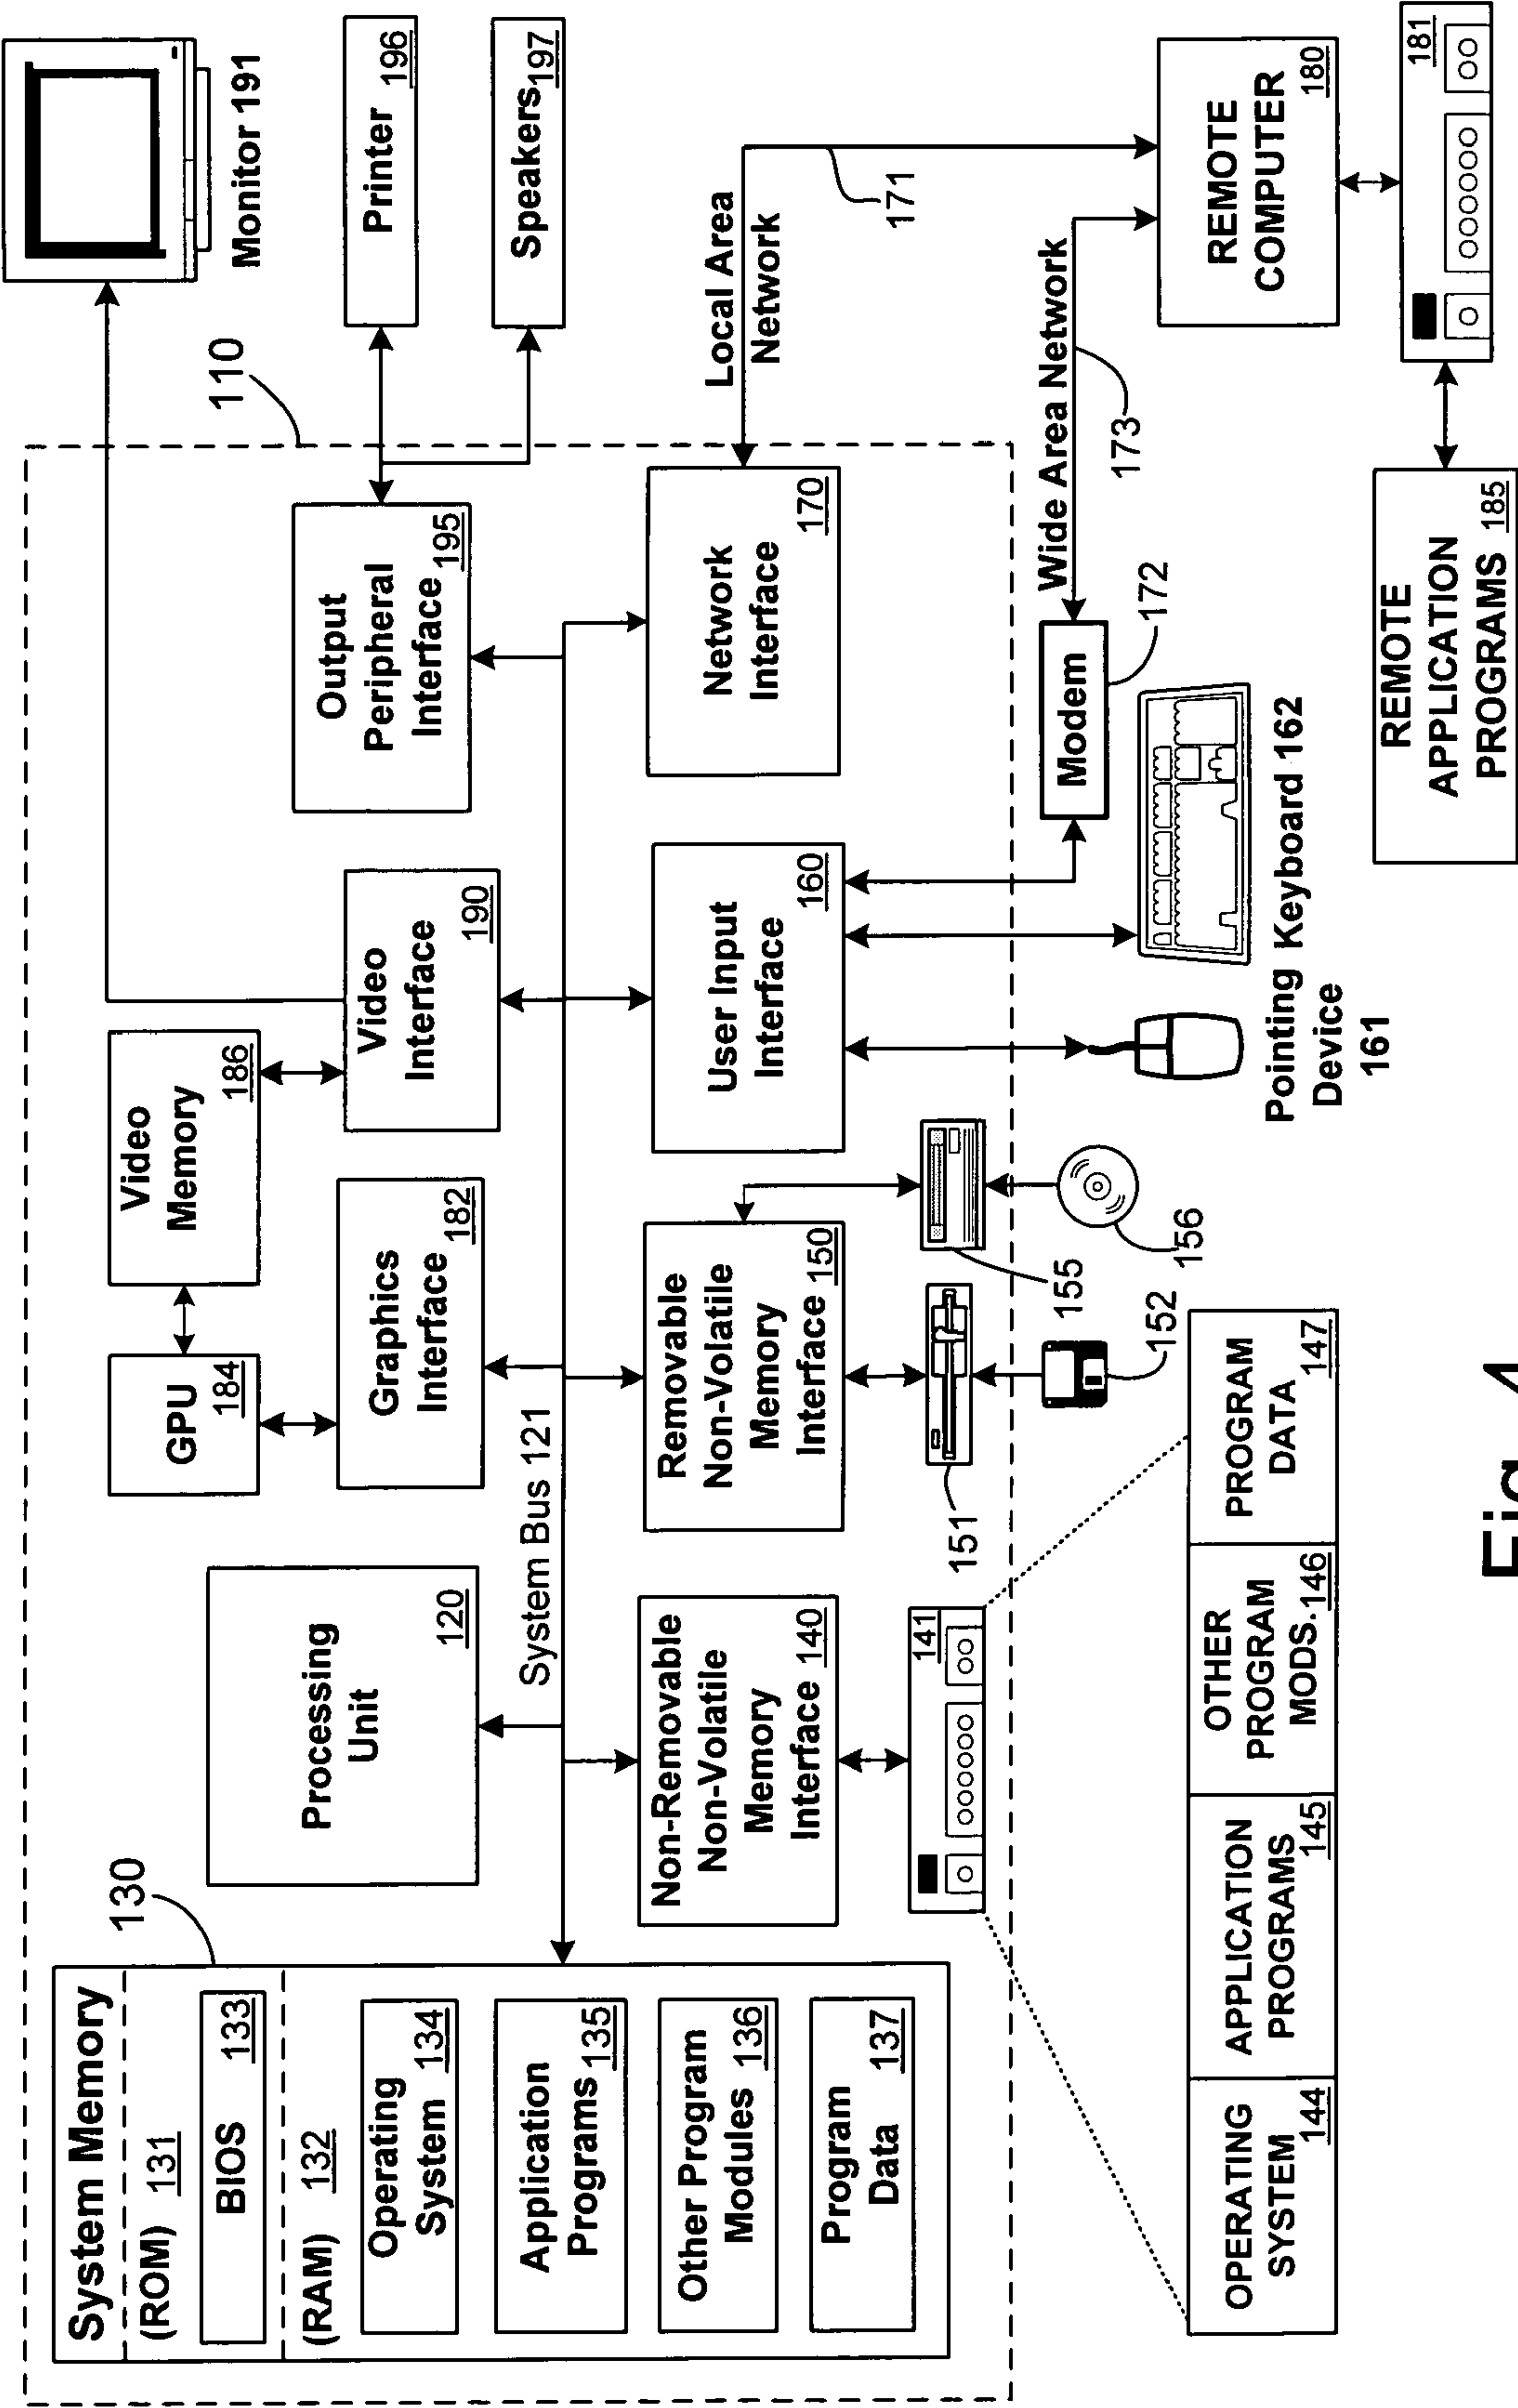 System Memory
(ROM) 131
BIOS 133
(RAM) 132
Operating
System 134
Application
Programs 135
Other Program
Modules 136
Program
Data 137
130
Processing
Unit
120
System Bus 121
GPU
184
Video
Memory
186
Graphics
Interface
182
Video
Interface
190
Output
Peripheral
Interface 195
110
Monitor 191
Printer
196
Speakers 197
Non-Removable
Non-Volatile
Memory
Interface 140
Removable
Non-Volatile
Memory
Interface 150
User Input
Interface
160
Network
Interface
170
Local Area
Network
171
Wide Area Network
173
Modem
172
141
151
152
155
156
Pointing
Device
161
Keyboard 162
REMOTE
COMPUTER
180
181
REMOTE
APPLICATION
PROGRAMS 185
OPERATING
SYSTEM 144
APPLICATION
PROGRAMS 145
OTHER
PROGRAM
MODS. 146
PROGRAM
DATA 147
Fig. 4